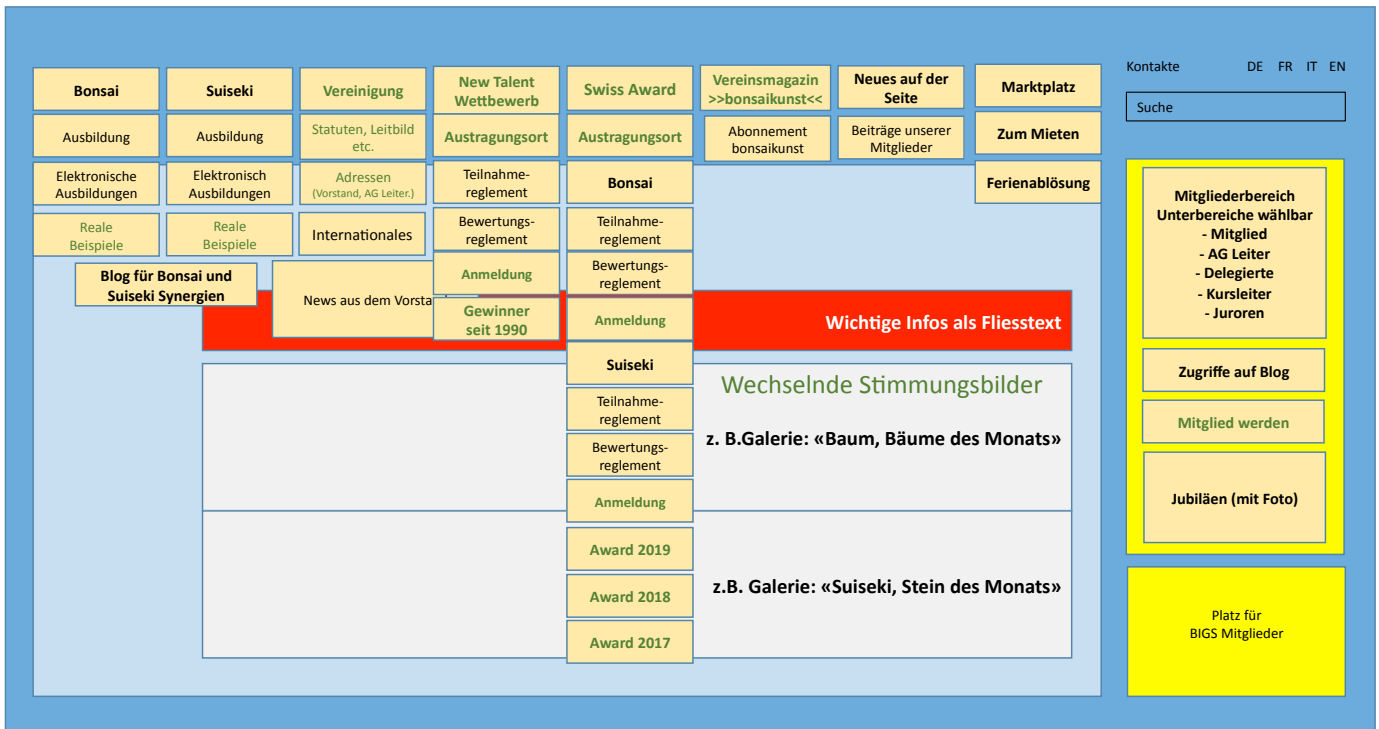 Kontakte
DE FR IT EN
Suche
Bonsai
Ausbildung
Elektronische
Ausbildungen
Reale
Beispiele
Suiseki
Ausbildung
Elektronisch
Ausbildungen
Reale
Beispiele
Blog für Bonsai und
Suiseki Synergien
Vereinigung
Statuten, Leitbild
etc.
Adressen
(Vorstand, AG Leiter.)
Internationales
News aus dem Vorsta
New Talent
Wettbewerb
Austragungsort
Teilnahme-
reglement
Bewertungs-
reglement
Anmeldung
Gewinner
seit 1990
Swiss Award
Austragungsort
Bonsai
Teilnahme-
reglement
Bewertungs-
reglement
Anmeldung
Suiseki
Teilnahme-
reglement
Bewertungs-
reglement
Anmeldung
Award 2019
Award 2018
Award 2017
Vereinsmagazin
>>bonsaikunst<<
Abonnement
bonsaikunst
Neues auf der
Seite
Beiträge unserer
Mitglieder
Marktplatz
Zum Mieten
Ferienablösung
Wichtige Infos als Fliesstext
Wechselnde Stimmungsbilder
z. B.Galerie: «Baum, Bäume des Monats»
z.B. Galerie: «Suiseki, Stein des Monats»
Mitgliederbereich
Unterbereiche wählbar
- Mitglied
- AG Leiter
- Delegierte
- Kursleiter
- Juroren
Zugriffe auf Blog
Mitglied werden
Jubiläen (mit Foto)
Platz für
BIGS Mitglieder